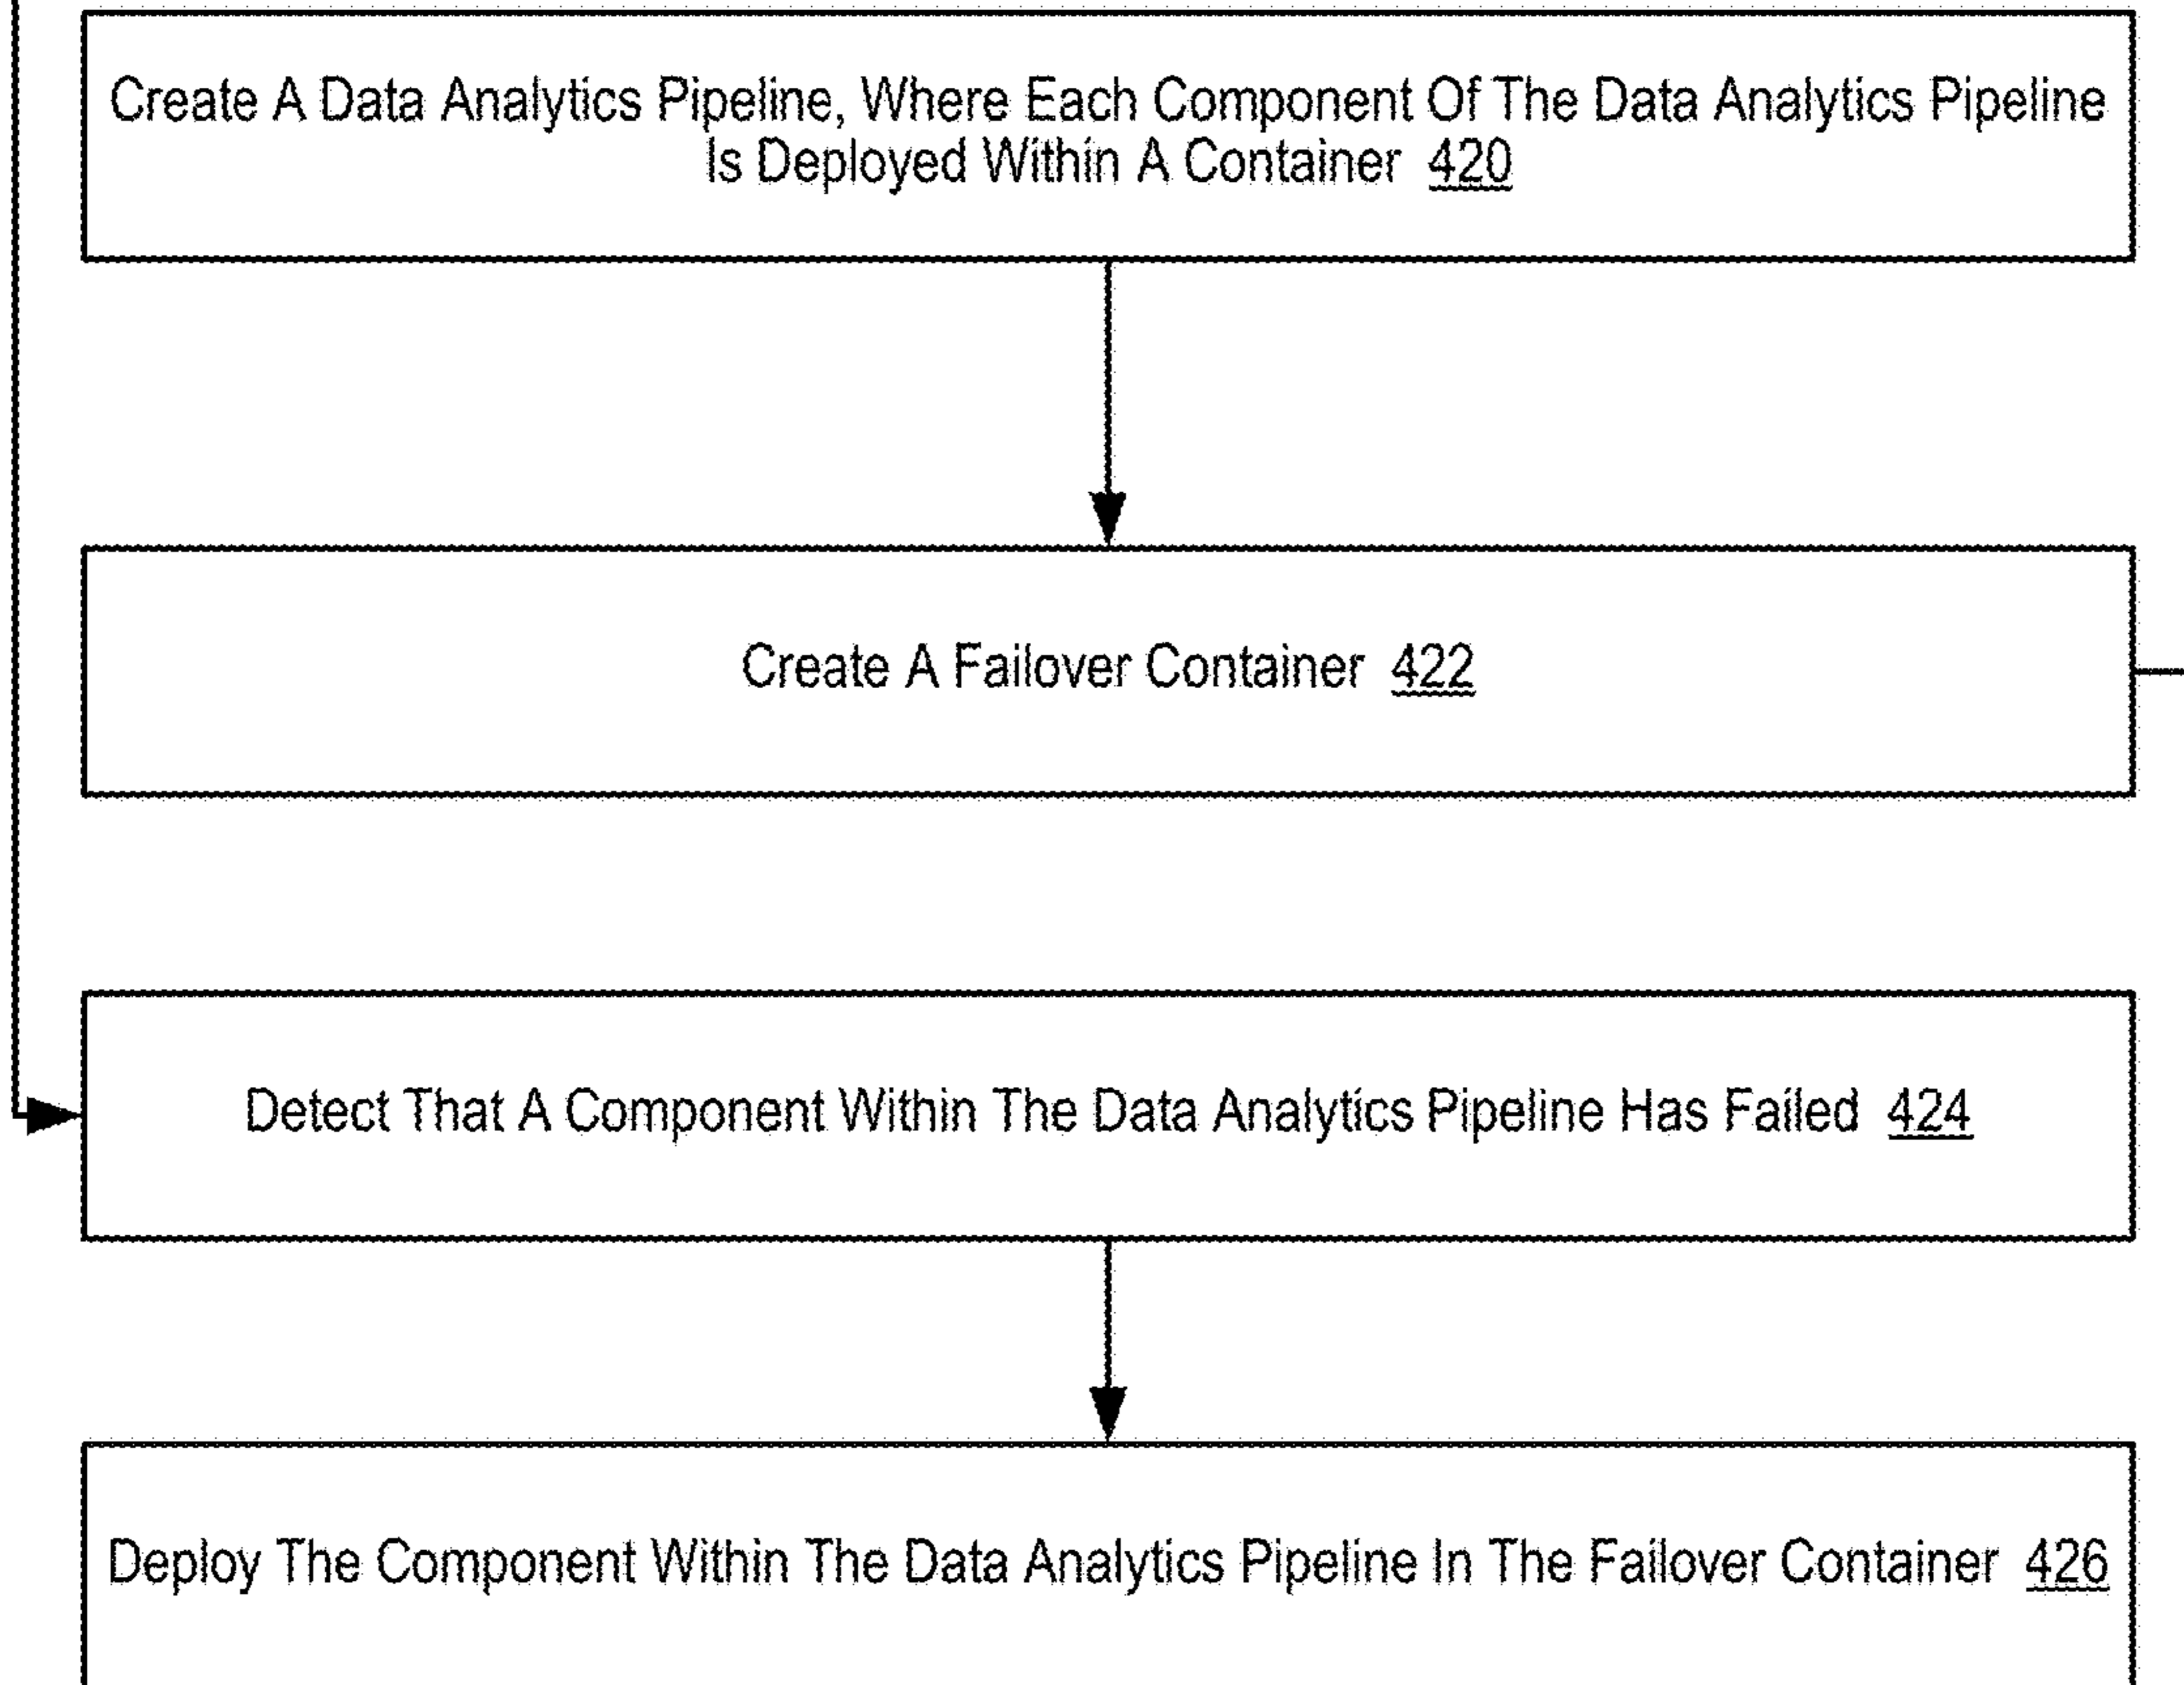 Create A Data Analytics Pipeline, Where Each Component Of The Data Analytics Pipeline
Is Deployed Within A Container 420
Create A Failover Container 422
Detect That A Component Within The Data Analytics Pipeline Has Failed 424
Deploy The Component Within The Data Analytics Pipeline In The Failover Container 426